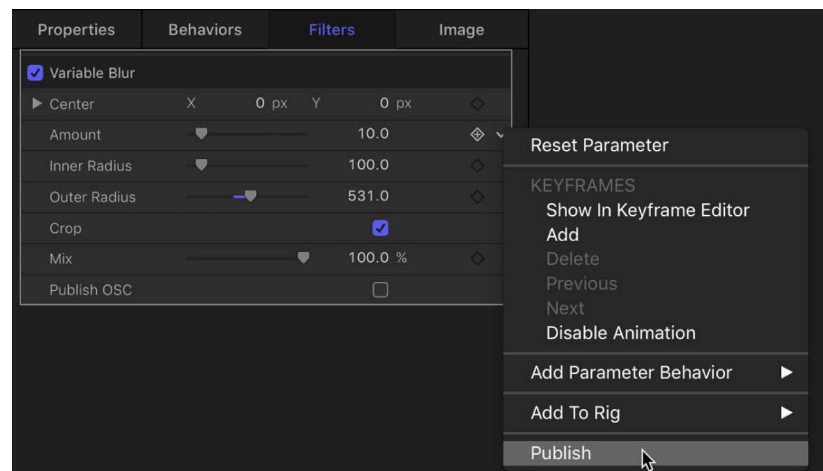 Properties Behaviors Filters Image
Variable Blur
Center X 0 px Y 0 px
Amount 10.0
Inner Radius 100.0
Outer Radius 531.0
Crop
Mix 100.0 %
Publish OSC
Reset Parameter
KEYFRAMES
Show In Keyframe Editor
Add
Delete
Previous
Next
Disable Animation
Add Parameter Behavior
Add To Rig
Publish